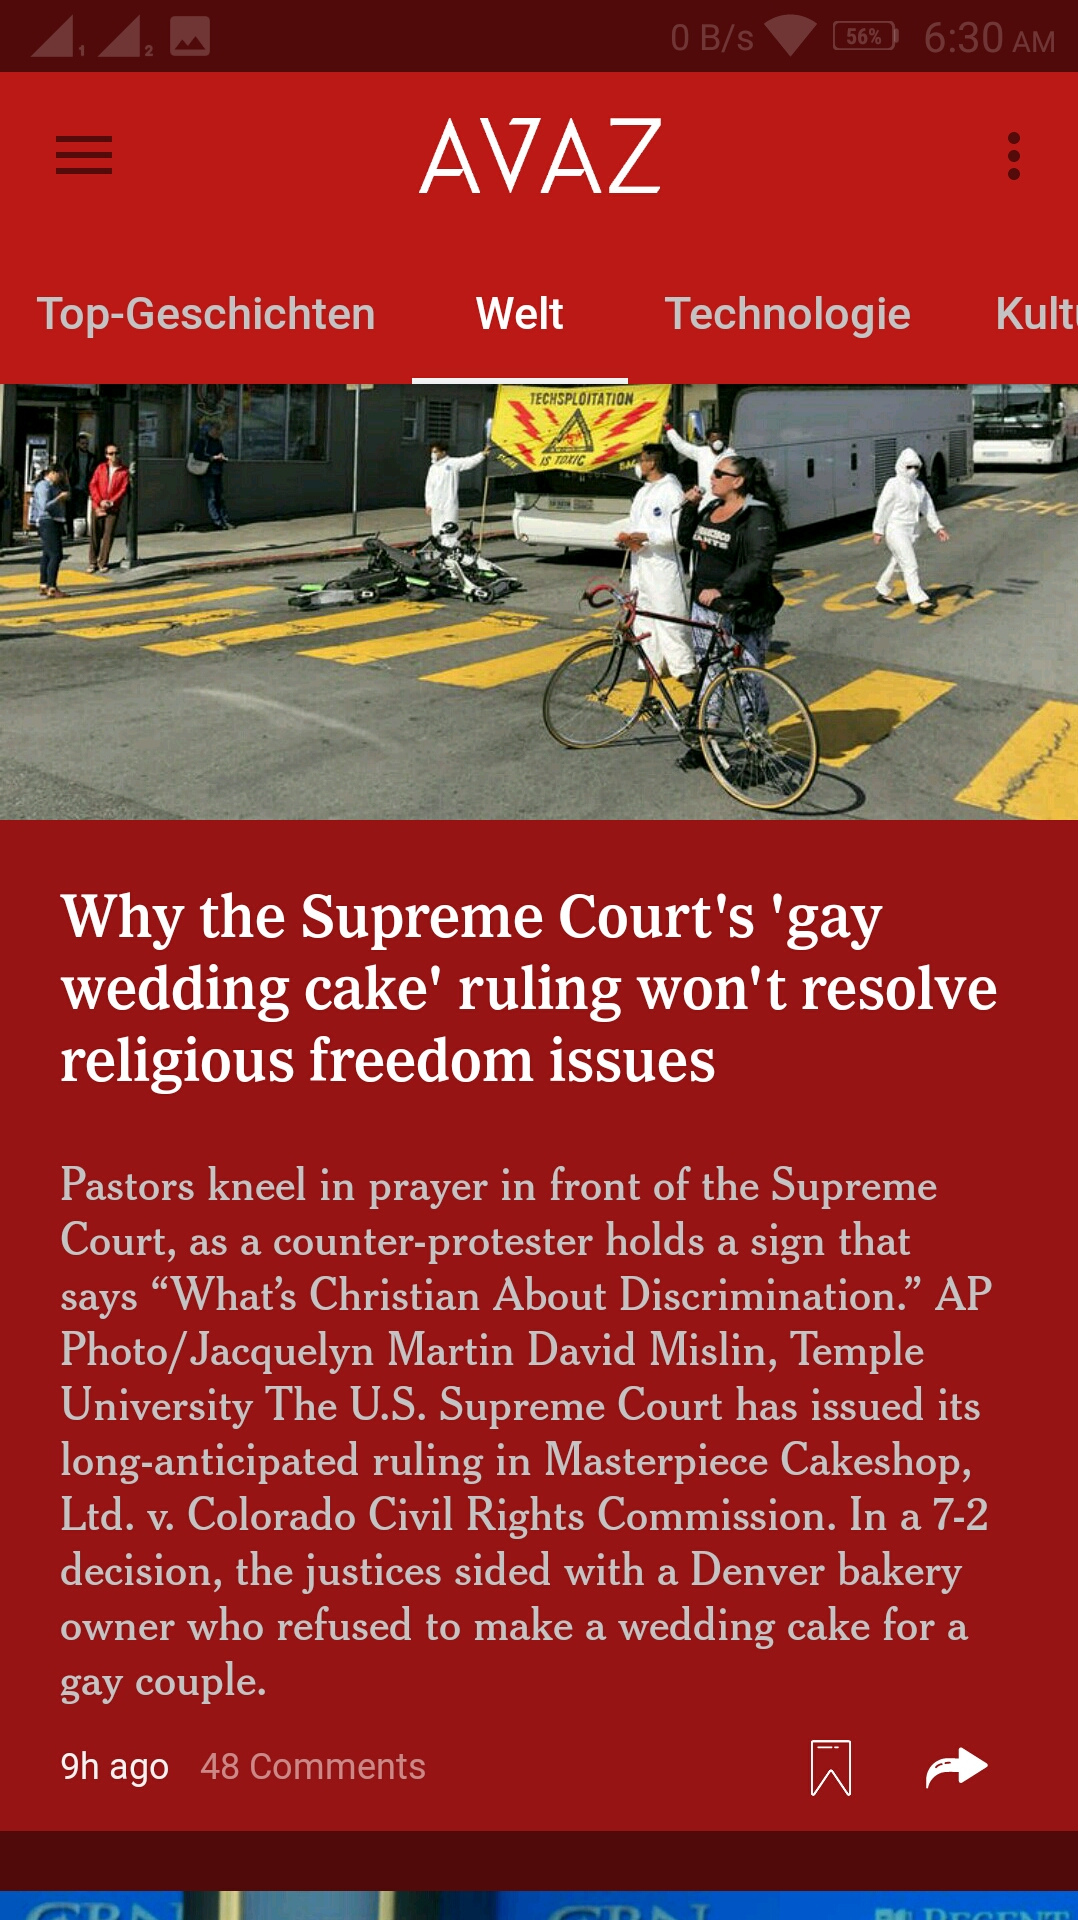 1 2 0 B/s 56% 6:30 AM
AVAZ
Top-Geschichten Welt Technologie Kultu
TECHSPLOITATION
IS TOXIC
Why the Supreme Court's 'gay
wedding cake' ruling won't resolve
religious freedom issues
Pastors kneel in prayer in front of the Supreme
Court, as a counter-protester holds a sign that
says “What’s Christian About Discrimination.” AP
Photo/Jacquelyn Martin David Mislin, Temple
University The U.S. Supreme Court has issued its
long-anticipated ruling in Masterpiece Cakeshop,
Ltd. v. Colorado Civil Rights Commission. In a 7-2
decision, the justices sided with a Denver bakery
owner who refused to make a wedding cake for a
gay couple.
9h ago 48 Comments